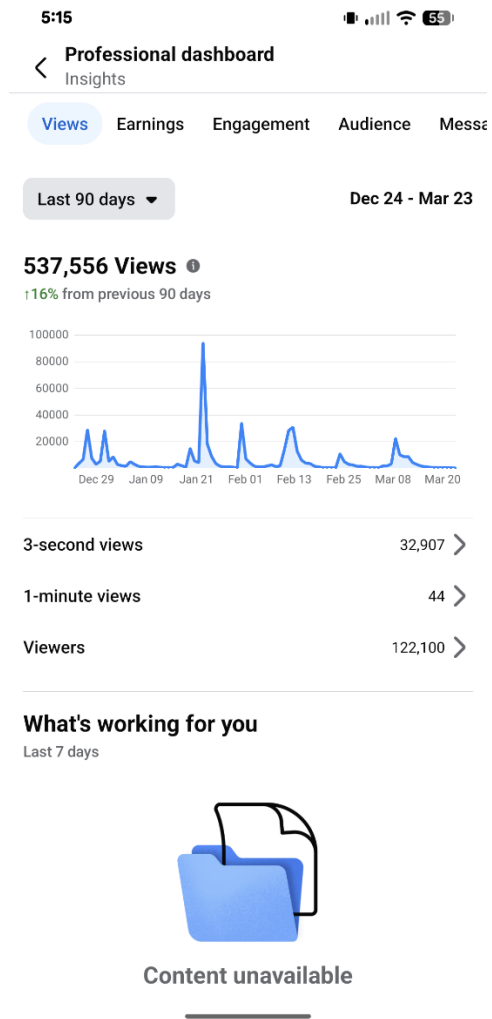 5:15
55
Professional dashboard
Insights
Views Earnings Engagement Audience Messa
Last 90 days Dec 24 - Mar 23
537,556 Views
↑16% from previous 90 days
100000
80000
60000
40000
20000
Dec 29 Jan 09 Jan 21 Feb 01 Feb 13 Feb 25 Mar 08 Mar 20
3-second views 32,907
1-minute views 44
Viewers 122,100
What's working for you
Last 7 days
Content unavailable